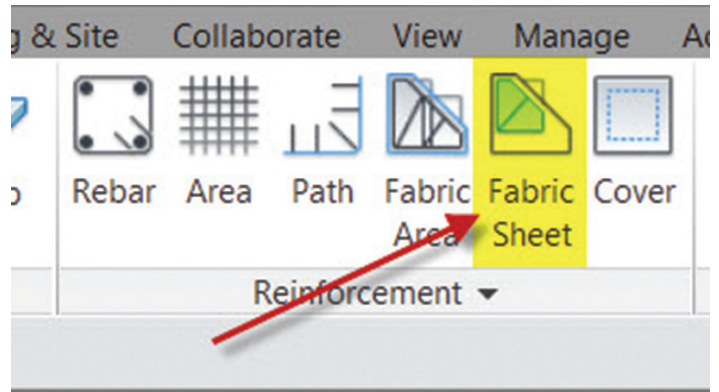 & Site Collaborate View Manage
Rebar Area Path Fabric Area Fabric Sheet Cover
Reinforcement